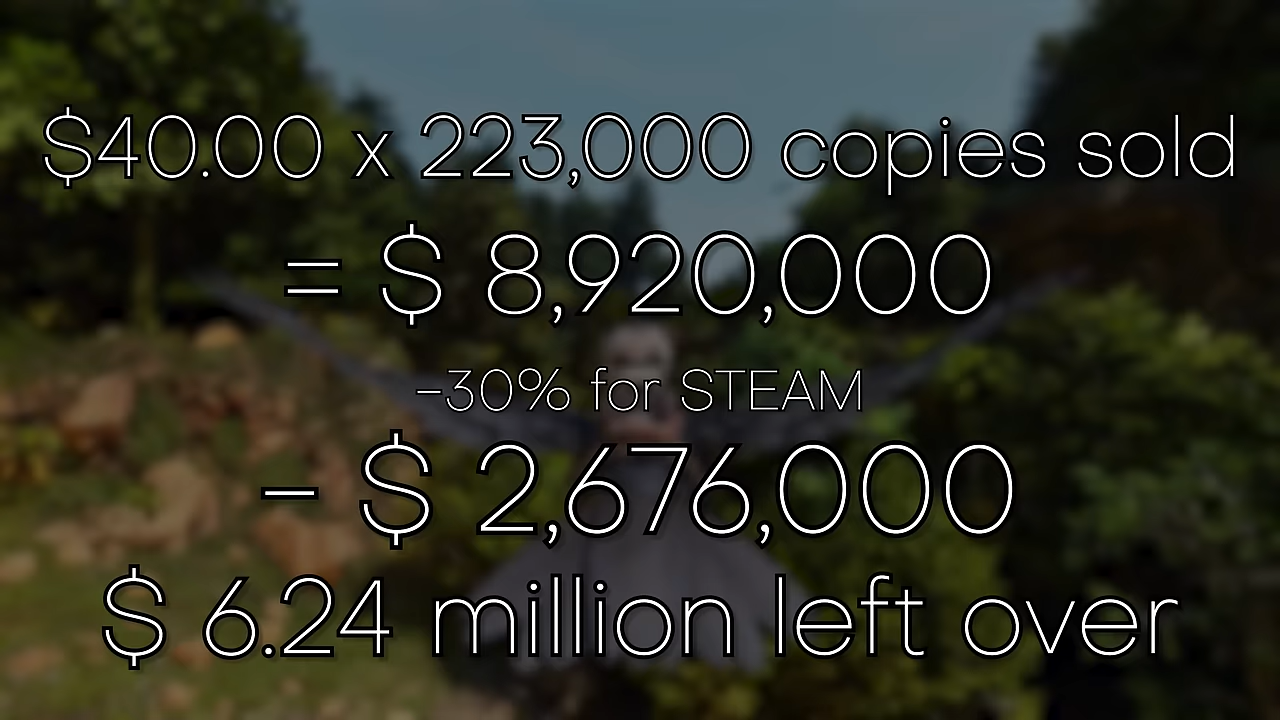 $40.00 x 223,000 copies sold
= $ 8,920,000
-30% for STEAM
- $ 2,676,000
$ 6.24 million left over